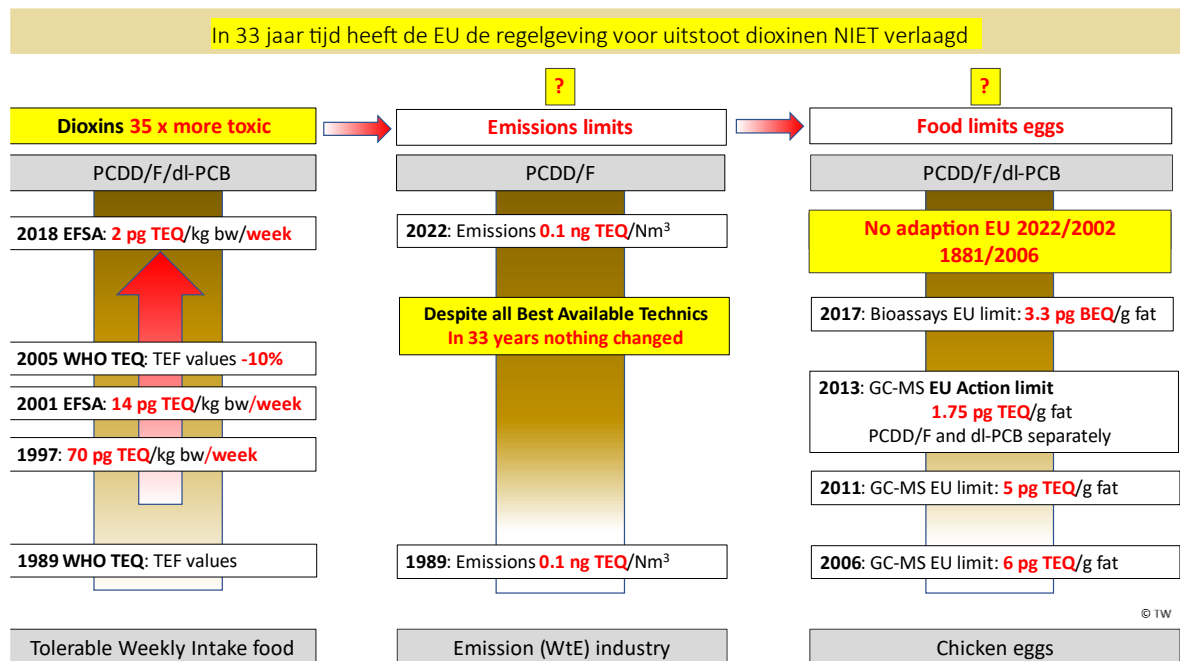 In 33 jaar tijd heeft de EU de regelgeving voor uitstoot dioxinen NIET verlaagd
?
?
Dioxins 35 x more toxic
Emissions limits
Food limits eggs
PCDD/F/dl-PCB
PCDD/F
PCDD/F/dl-PCB
2018 EFSA: 2 pg TEQ/kg bw/week
2005 WHO TEQ: TEF values -10%
2001 EFSA: 14 pg TEQ/kg bw/week
1997: 70 pg TEQ/kg bw/week
1989 WHO TEQ: TEF values
Tolerable Weekly Intake food
2022: Emissions 0.1 ng TEQ/Nm³
Despite all Best Available Technics
In 33 years nothing changed
1989: Emissions 0.1 ng TEQ/Nm³
Emission (WtE) industry
No adaption EU 2022/2002
1881/2006
2017: Bioassays EU limit: 3.3 pg BEQ/g fat
2013: GC-MS EU Action limit
1.75 pg TEQ/g fat
PCDD/F and dl-PCB separately
2011: GC-MS EU limit: 5 pg TEQ/g fat
2006: GC-MS EU limit: 6 pg TEQ/g fat
© TW
Chicken eggs